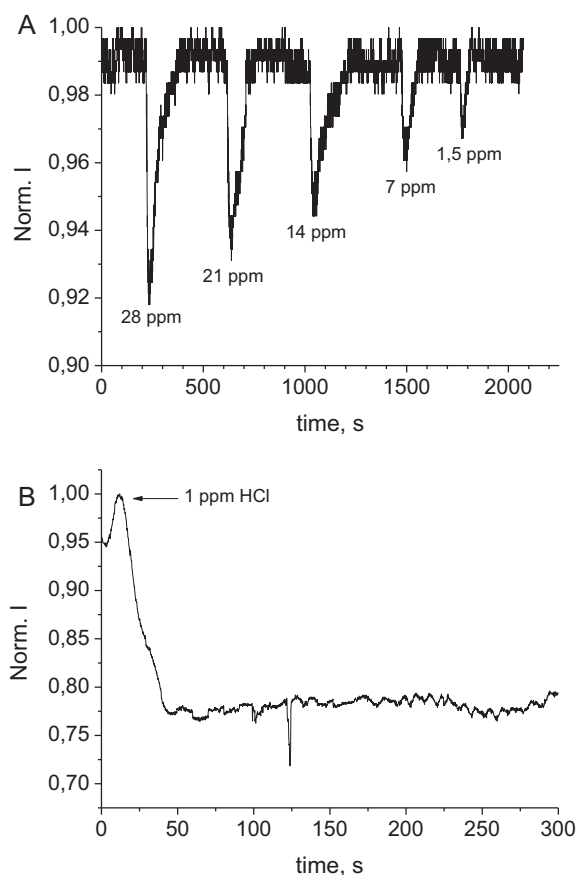 A
1,00
0,98
0,96
0,94
0,92
0,90
Norm. I
28 ppm
21 ppm
14 ppm
7 ppm
1,5 ppm
0 500 1000 1500 2000
time, s
B
1,00
0,95
0,90
0,85
0,80
0,75
0,70
Norm. I
1 ppm HCl
0 50 100 150 200 250 300
time, s